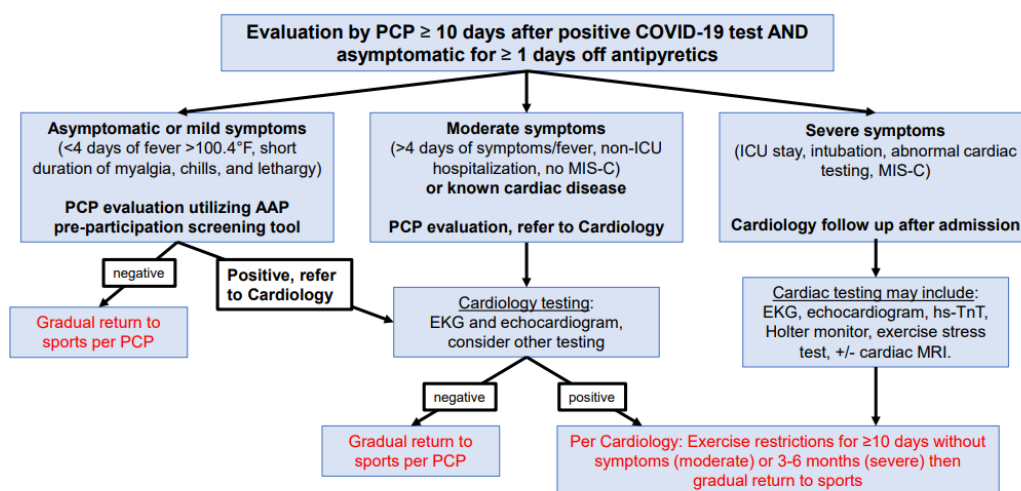 Evaluation by PCP ≥ 10 days after positive COVID-19 test AND
asymptomatic for ≥ 1 days off antipyretics
Asymptomatic or mild symptoms
(<4 days of fever >100.4°F, short
duration of myalgia, chills, and lethargy)
PCP evaluation utilizing AAP
pre-participation screening tool
Moderate symptoms
(>4 days of symptoms/fever, non-ICU
hospitalization, no MIS-C)
or known cardiac disease
PCP evaluation, refer to Cardiology
Severe symptoms
(ICU stay, intubation, abnormal cardiac
testing, MIS-C)
Cardiology follow up after admission
negative
Positive, refer
to Cardiology
Gradual return to
sports per PCP
Cardiology testing:
EKG and echocardiogram,
consider other testing
Cardiac testing may include:
EKG, echocardiogram, hs-TnT,
Holter monitor, exercise stress
test, +/- cardiac MRI.
negative
positive
Gradual return to
sports per PCP
Per Cardiology: Exercise restrictions for ≥10 days without
symptoms (moderate) or 3-6 months (severe) then
gradual return to sports